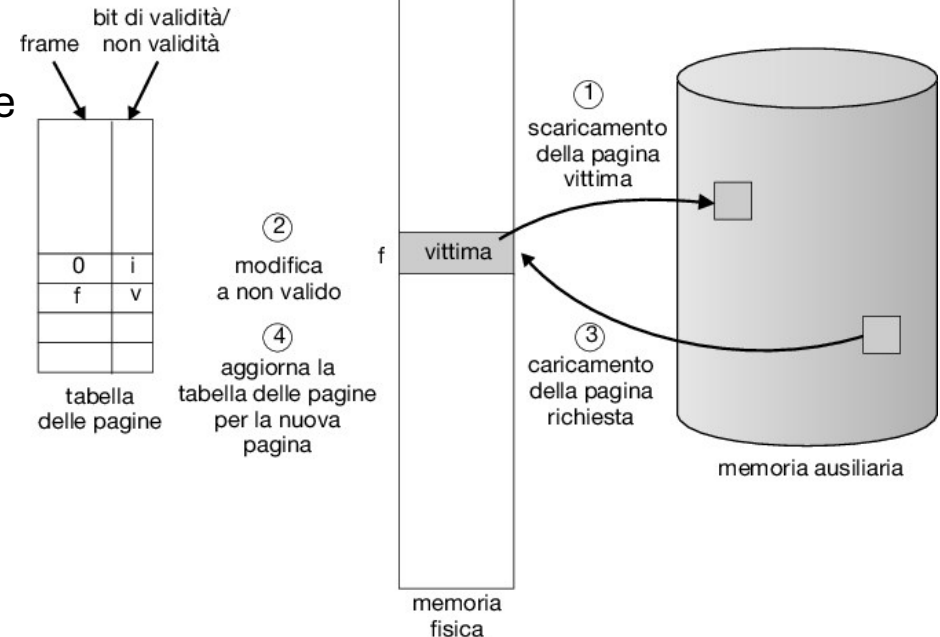 bit di validità/
frame non validità
e
0 i
f v
tabella
delle pagine
2
modifica
a non valido
4
aggiorna la
tabella delle pagine
per la nuova
pagina
f vittima
memoria
fisica
1
scaricamento
della pagina
vittima
3
caricamento
della pagina
richiesta
memoria ausiliaria